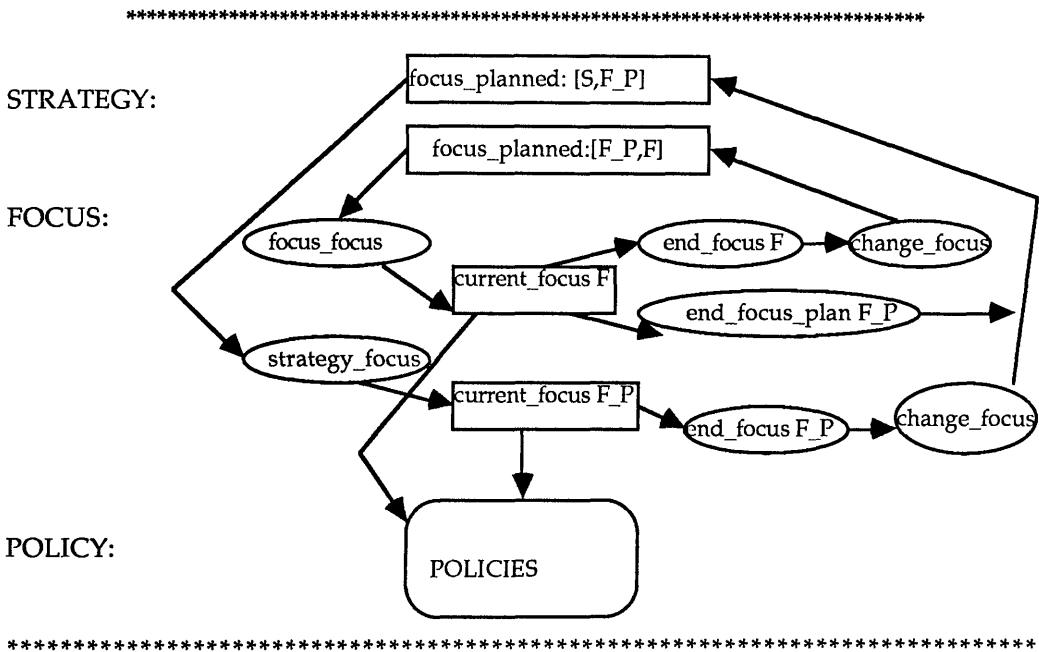 ******************************************************************************
focus_planned: [S,F_P]
STRATEGY:
focus_planned:[F_P,F]
FOCUS:
focus_focus
end_focus F
change_focus
current_focus F
end_focus_plan F_P
strategy_focus
current_focus F_P
end_focus F_P
change_focus
POLICY:
POLICIES
******************************************************************************